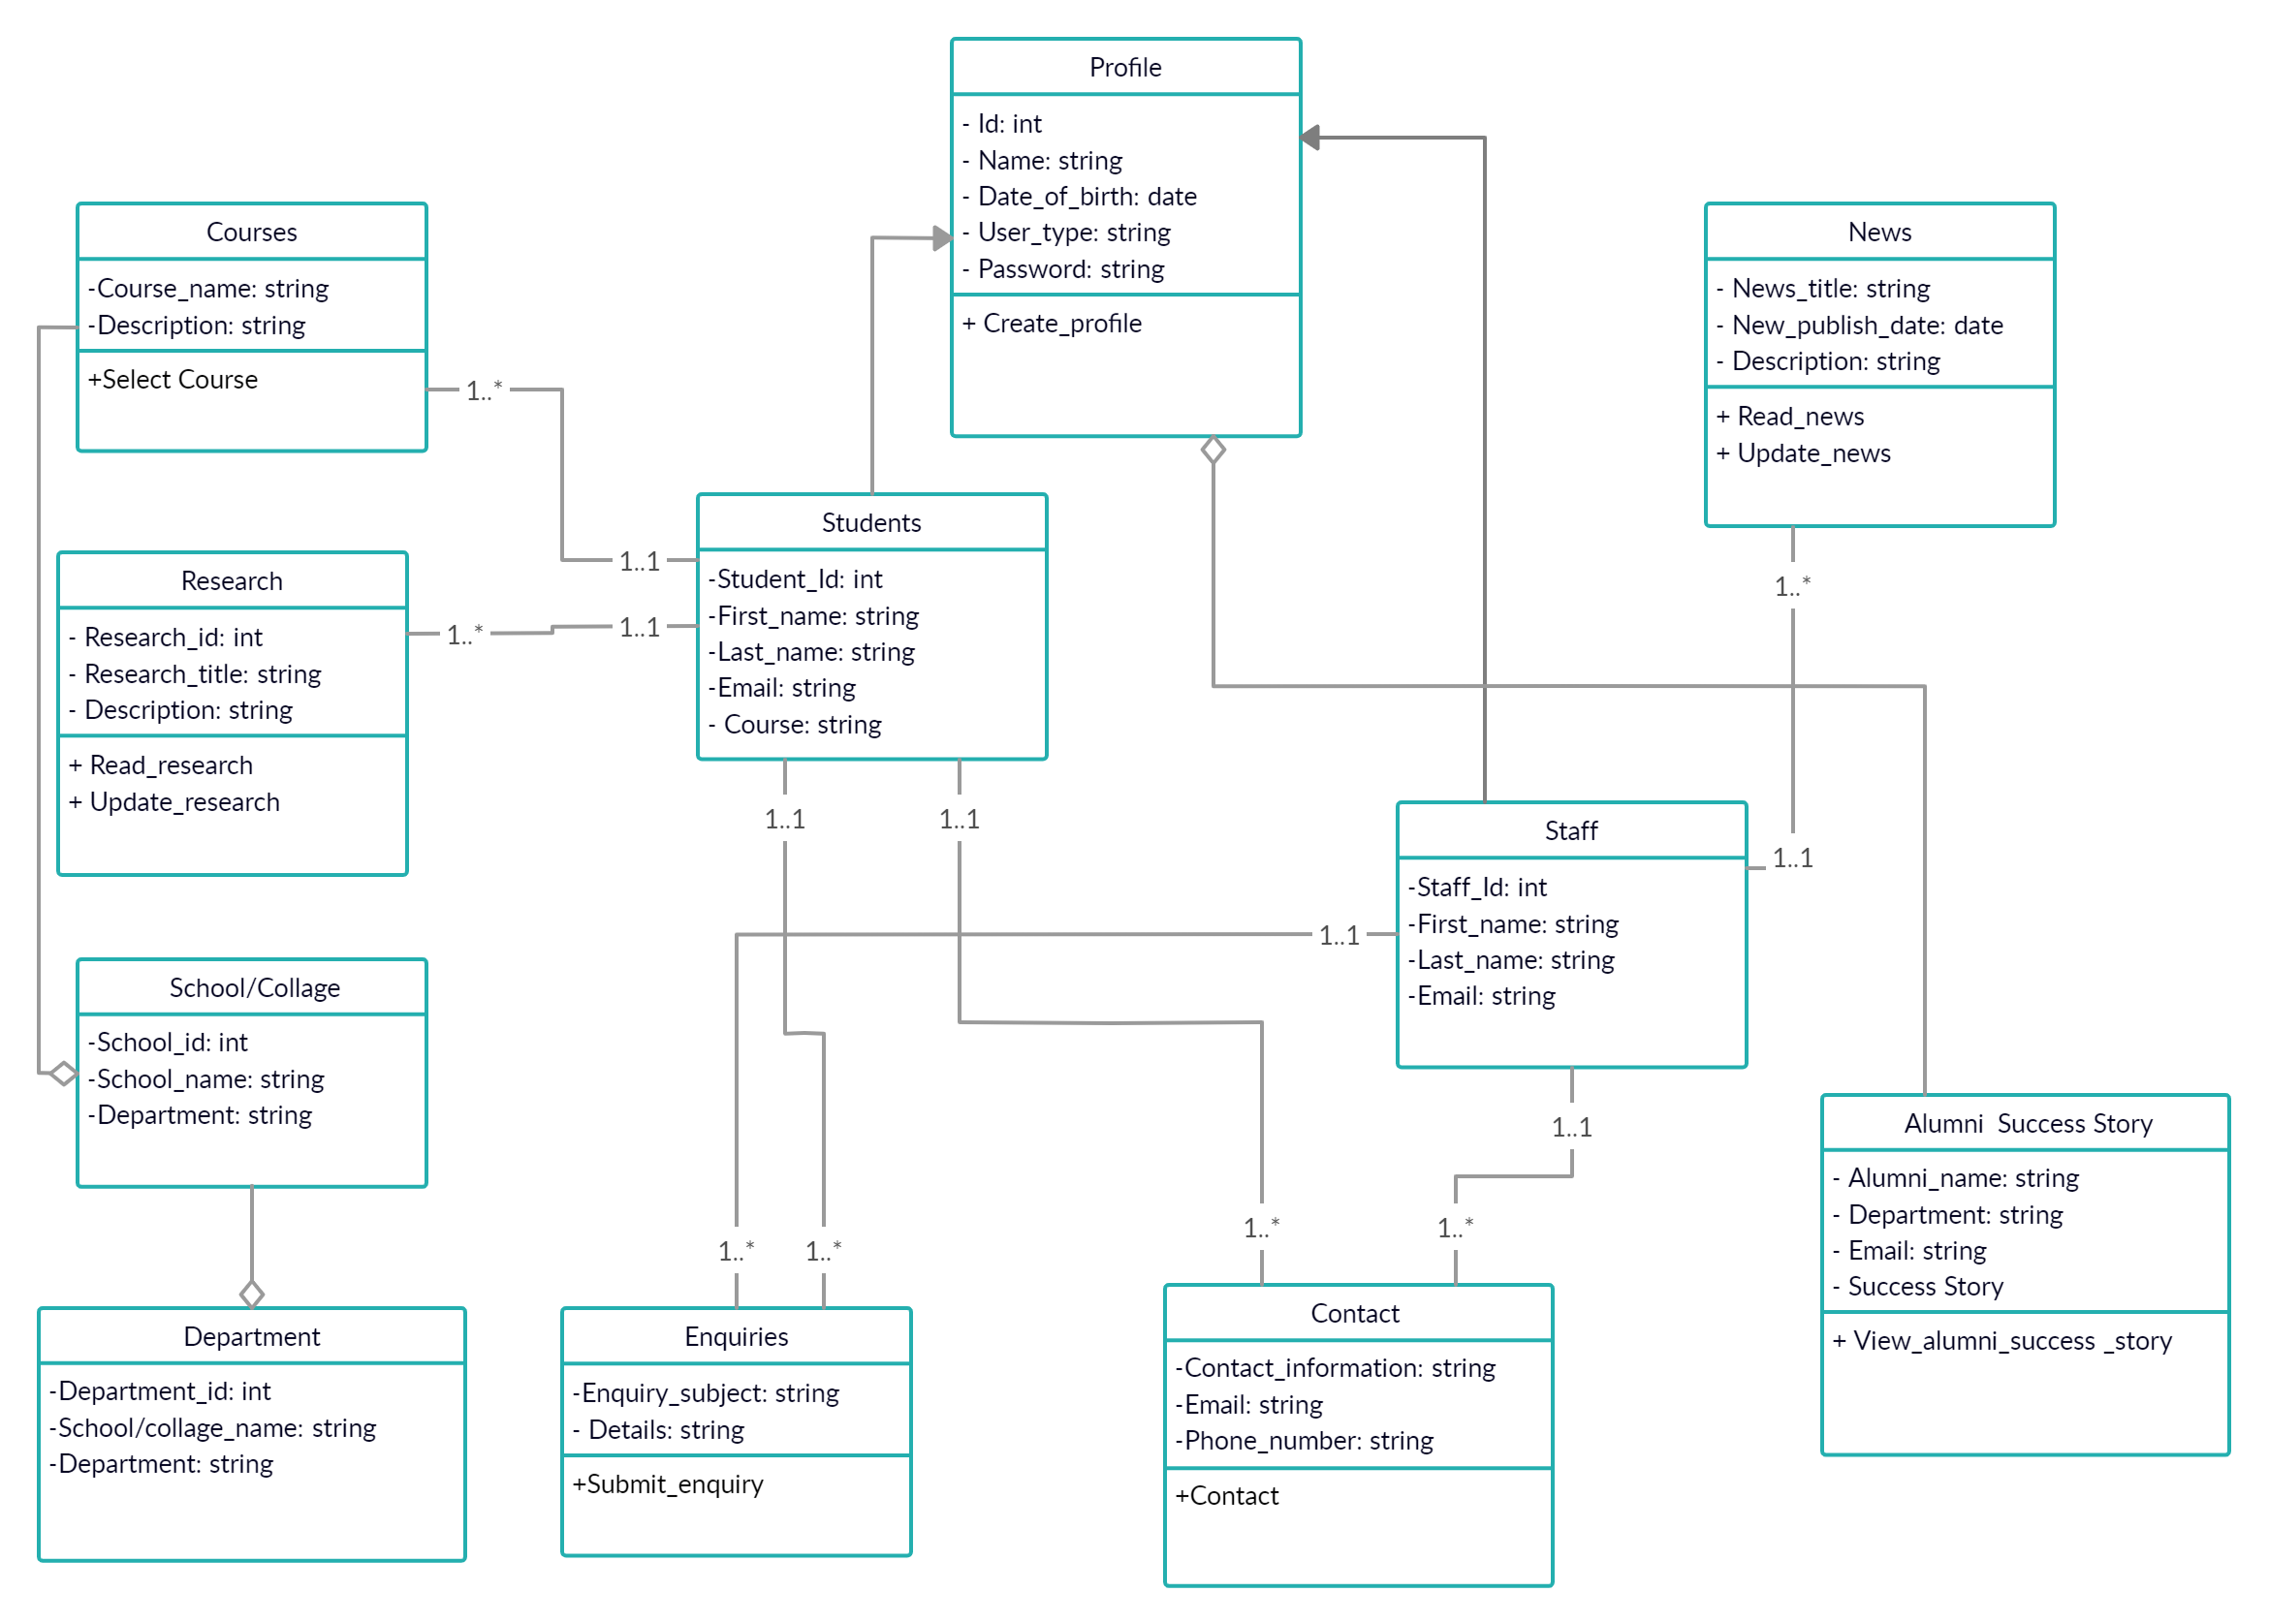 Profile
- Id: int
- Name: string
- Date_of_birth: date
- User_type: string
- Password: string
+ Create_profile
Courses
-Course_name: string
-Description: string
+Select Course
1..*
1..1
News
- News_title: string
- New_publish_date: date
- Description: string
+ Read_news
+ Update_news
1..*
1..1
Students
-Student_Id: int
-First_name: string
-Last_name: string
-Email: string
- Course: string
Research
- Research_id: int
- Research_title: string
- Description: string
+ Read_research
+ Update_research
1..*
1..1
1..1
1..1
Staff
-Staff_Id: int
-First_name: string
-Last_name: string
-Email: string
1..1
1..1
School/Collage
-School_id: int
-School_name: string
-Department: string
Alumni  Success Story
- Alumni_name: string
- Department: string
- Email: string
- Success Story
+ View_alumni_success _story
1..*
1..*
1..*
1..*
Department
-Department_id: int
-School/collage_name: string
-Department: string
Enquiries
-Enquiry_subject: string
- Details: string
+Submit_enquiry
Contact
-Contact_information: string
-Email: string
-Phone_number: string
+Contact